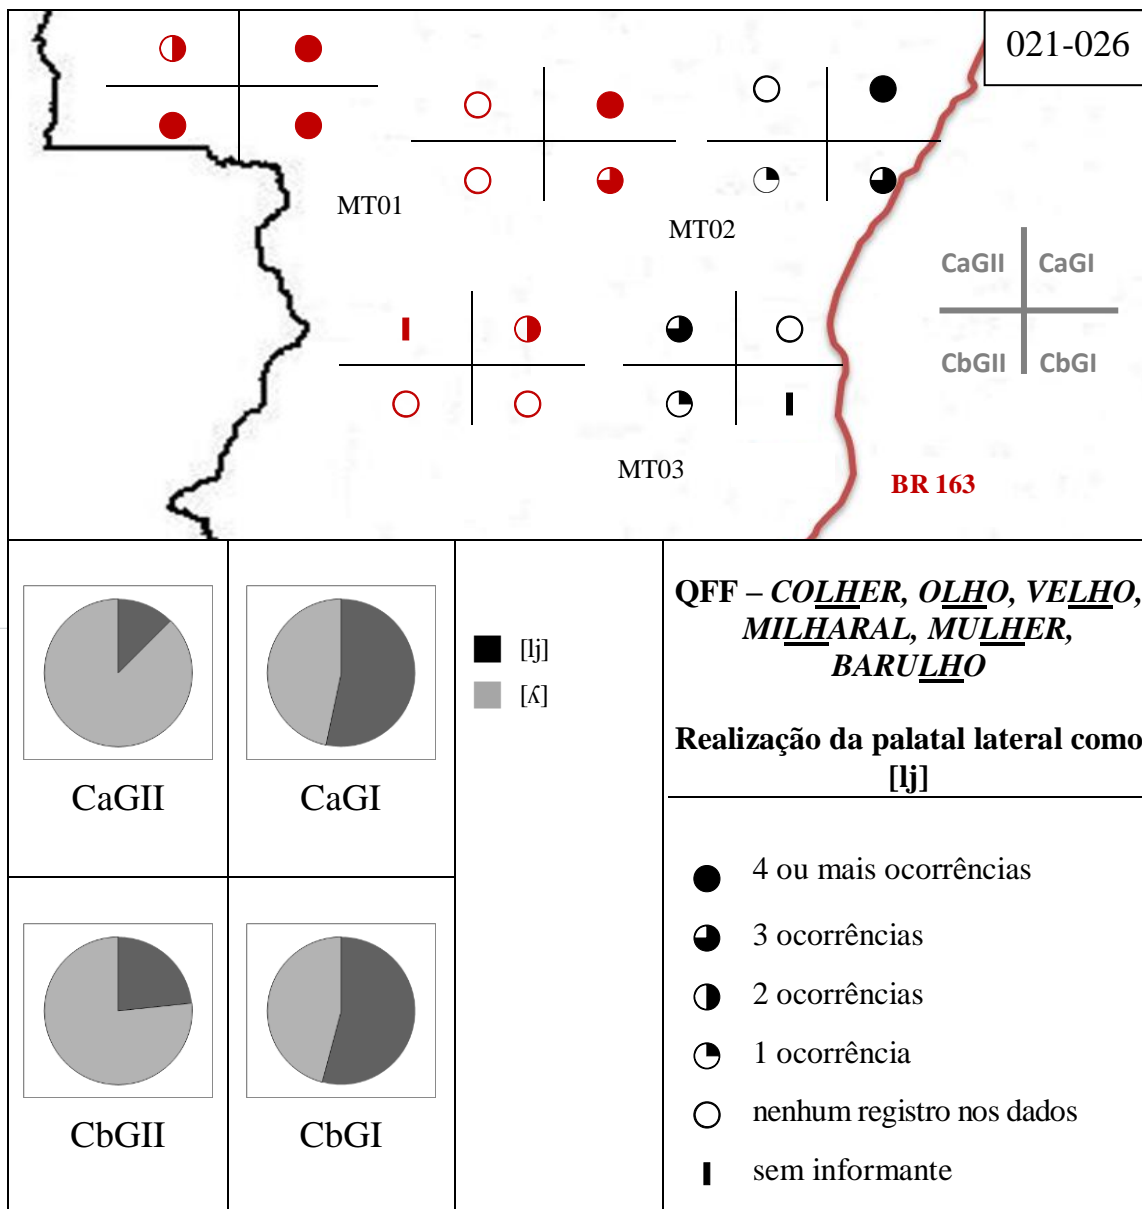 021-026
MT01
MT02
CaGII CaGI
CbGII CbGI
MT03
BR 163
CaGII
CaGI
CbGII
CbGI
[lj]
[ʎ]
QFF – COLHER, OLHO, VELHO,
MILHARAL, MULHER,
BARULHO
Realização da palatal lateral como
[lj]
4 ou mais ocorrências
3 ocorrências
2 ocorrências
1 ocorrência
nenhum registro nos dados
sem informante